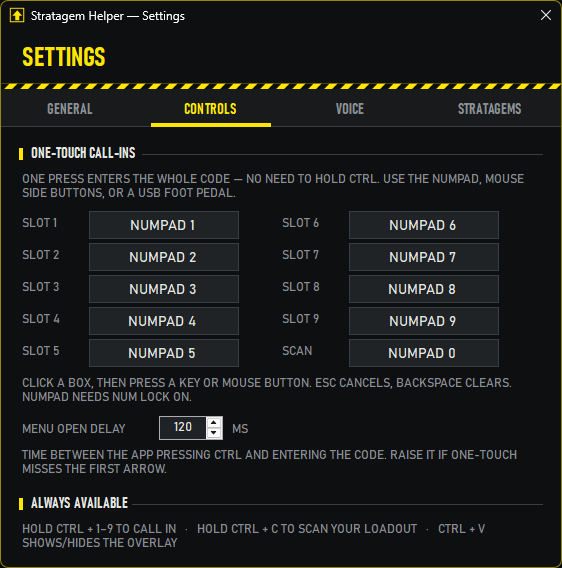 Stratagem Helper — Settings
SETTINGS
GENERAL
CONTROLS
VOICE
STRATAGEMS
ONE-TOUCH CALL-INS
ONE PRESS ENTERS THE WHOLE CODE — NO NEED TO HOLD CTRL. USE THE NUMPAD, MOUSE
SIDE BUTTONS, OR A USB FOOT PEDAL.
SLOT 1 NUMPAD 1
SLOT 6 NUMPAD 6
SLOT 2 NUMPAD 2
SLOT 7 NUMPAD 7
SLOT 3 NUMPAD 3
SLOT 8 NUMPAD 8
SLOT 4 NUMPAD 4
SLOT 9 NUMPAD 9
SLOT 5 NUMPAD 5
SCAN NUMPAD 0
CLICK A BOX, THEN PRESS A KEY OR MOUSE BUTTON. ESC CANCELS, BACKSPACE CLEARS.
NUMPAD NEEDS NUM LOCK ON.
MENU OPEN DELAY 120 MS
TIME BETWEEN THE APP PRESSING CTRL AND ENTERING THE CODE. RAISE IT IF ONE-TOUCH
MISSES THE FIRST ARROW.
ALWAYS AVAILABLE
HOLD CTRL + 1–9 TO CALL IN · HOLD CTRL + C TO SCAN YOUR LOADOUT · CTRL + V
SHOWS/HIDES THE OVERLAY